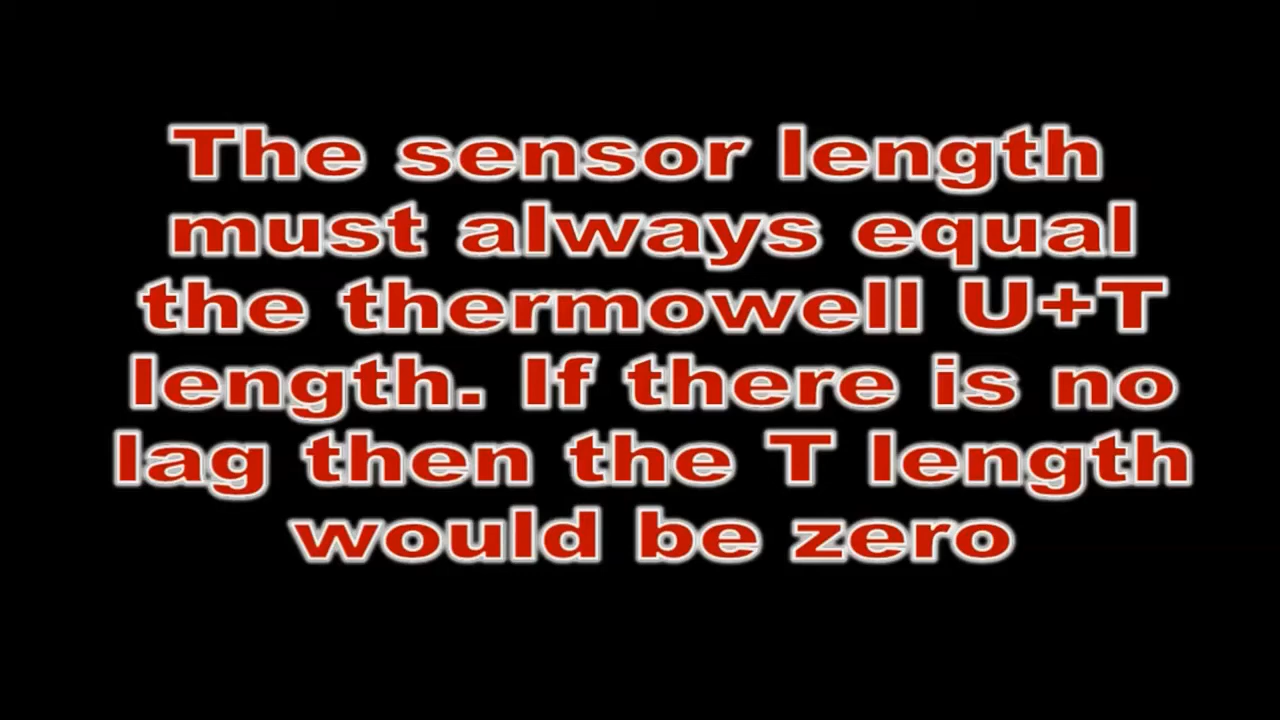 The sensor length
must always equal
the thermowell U+T
length. If there is no
lag then the T length
would be zero